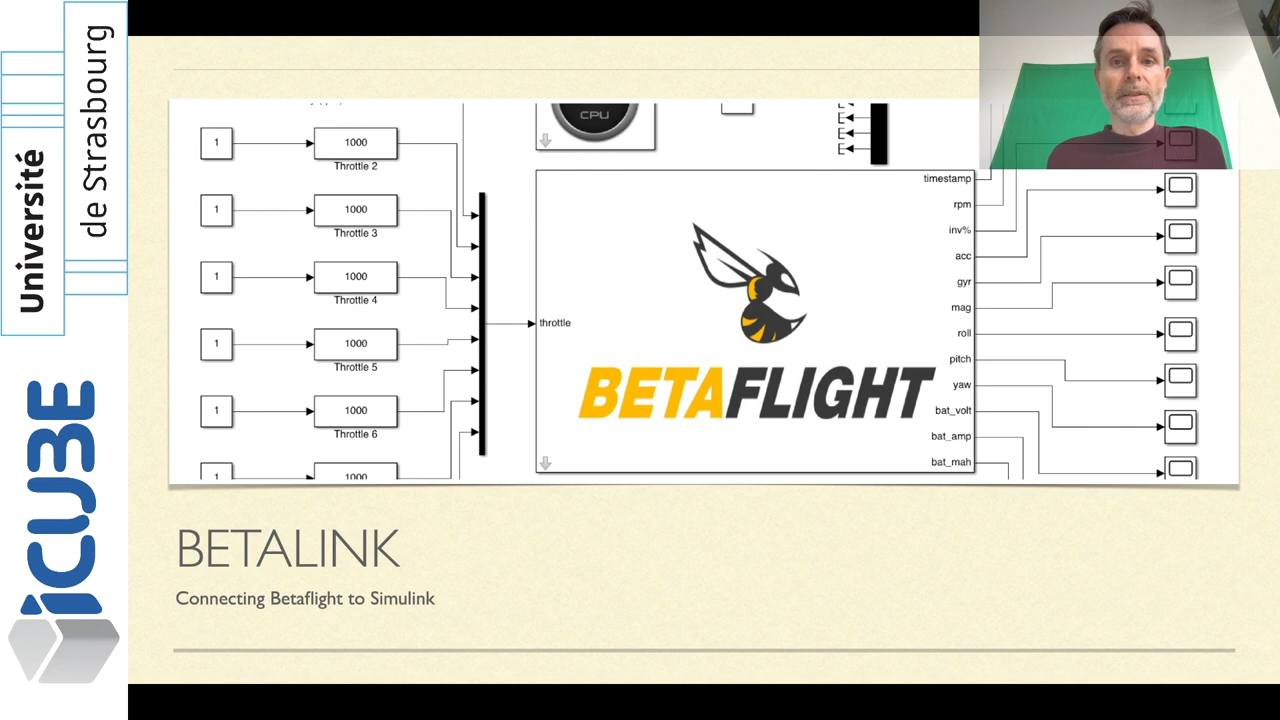 Université
de Strasbourg
iCUBE
CPU
1
1000
Throttle 2
1
1000
Throttle 3
1
1000
Throttle 4
1
1000
Throttle 5
1
1000
Throttle 6
1
1000
throttle
E
E
E
timestamp
rpm
inv%
acc
gyr
mag
roll
pitch
yaw
bat_volt
bat_amp
bat_mah
BETAFLIGHT
BETALINK
Connecting Betaflight to Simulink